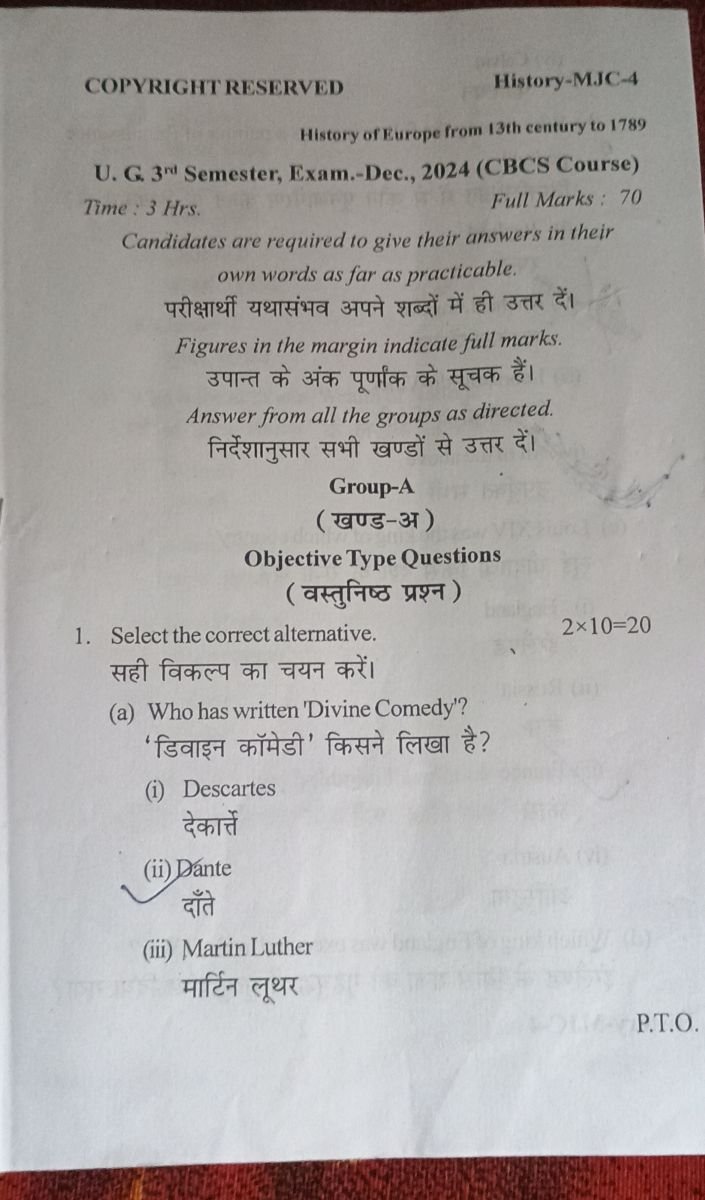 COPYRIGHT RESERVED History-MJC-4
History of Europe from 13th century to 1789
U. G. 3rd Semester, Exam.-Dec., 2024 (CBCS Course)
Time : 3 Hrs. Full Marks : 70
Candidates are required to give their answers in their
own words as far as practicable.
परीक्षार्थी यथासंभव अपने शब्दों में ही उत्तर दें।
Figures in the margin indicate full marks.
उपान्त के अंक पूर्णांक के सूचक हैं।
Answer from all the groups as directed.
निर्देशानुसार सभी खण्डों से उत्तर दें।
Group-A
( खण्ड-अ )
Objective Type Questions
( वस्तुनिष्ठ प्रश्न )
1. Select the correct alternative. 2×10=20
सही विकल्प का चयन करें।
(a) Who has written 'Divine Comedy'?
'डिवाइन कॉमेडी' किसने लिखा है?
(i) Descartes
देकार्त्ते
(ii) Dante
दाँते
(iii) Martin Luther
मार्टिन लूथर
P.T.O.